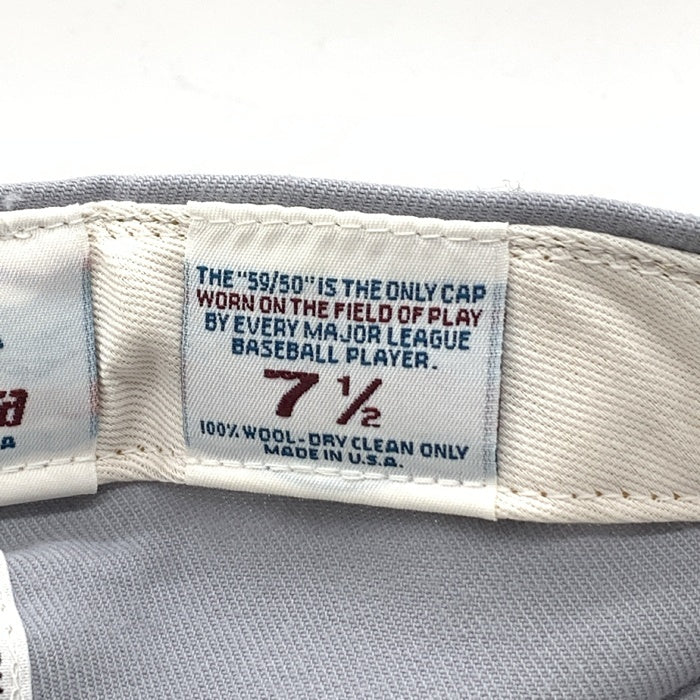 THE "59/50" IS THE ONLY CAP
WORN ON THE FIELD OF PLAY
BY EVERY MAJOR LEAGUE
BASEBALL PLAYER.
7 ½
100% WOOL-DRY CLEAN ONLY
MADE IN U.S.A.